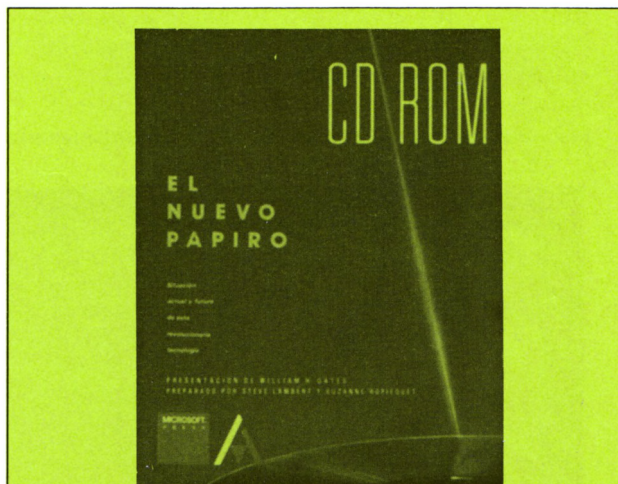 CD ROM
EL
NUEVO
PAPIRO
Situación
actual y futuro
de esta
revolucionaria
tecnología
PRESENTACION DE WILLIAM H GATES
PREPARADO POR STEVE LAMBERT Y SUZANNE ROPIEQUET
MICROSOFT
PRESS